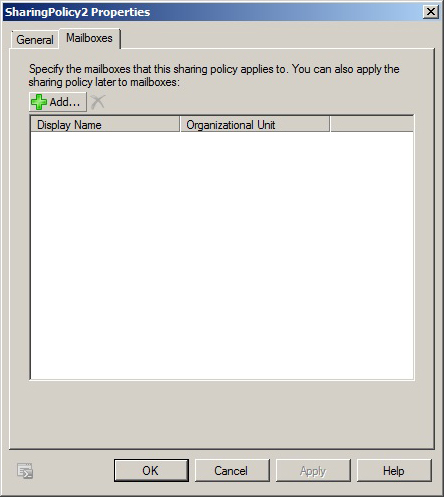 SharingPolicy2 Properties
General Mailboxes
Specify the mailboxes that this sharing policy applies to. You can also apply the
sharing policy later to mailboxes:
Add...
Display Name Organizational Unit
OK Cancel Apply Help